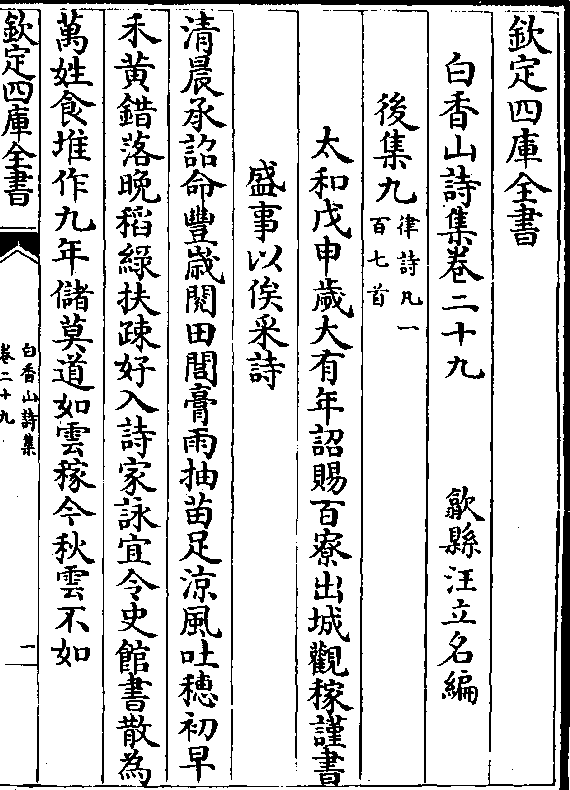 欽定四庫全書
白香山詩集卷二十九　歙縣汪立名編
後集九律詩凡一
百七首
太和戊申歲大有年詔賜百寮出城觀稼謹書
盛事以俟采詩
清晨承詔命豐嵗閱田閭膏雨抽苗足涼風吐穗初早
禾黄錯落晚稻綠扶踈好入詩家詠宜令史館書散為
萬姓食堆作九年儲莫道如雲稼今秋雲不如
欽定四庫全書
白香山詩集
卷二十九
一